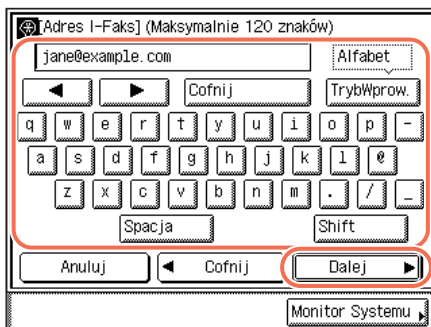 [Adres I-Faks] (Maksymalnie 120 znaków)
jane@example.com Alfabet
◀ ▶ Cofnij TrybWprow.
q w e r t y u i o p -
a s d f g h j k l @
z x c v b n m . / _
Spacja Shift
Anuluj ◀ Cofnij Dalej ▶
Monitor Systemu